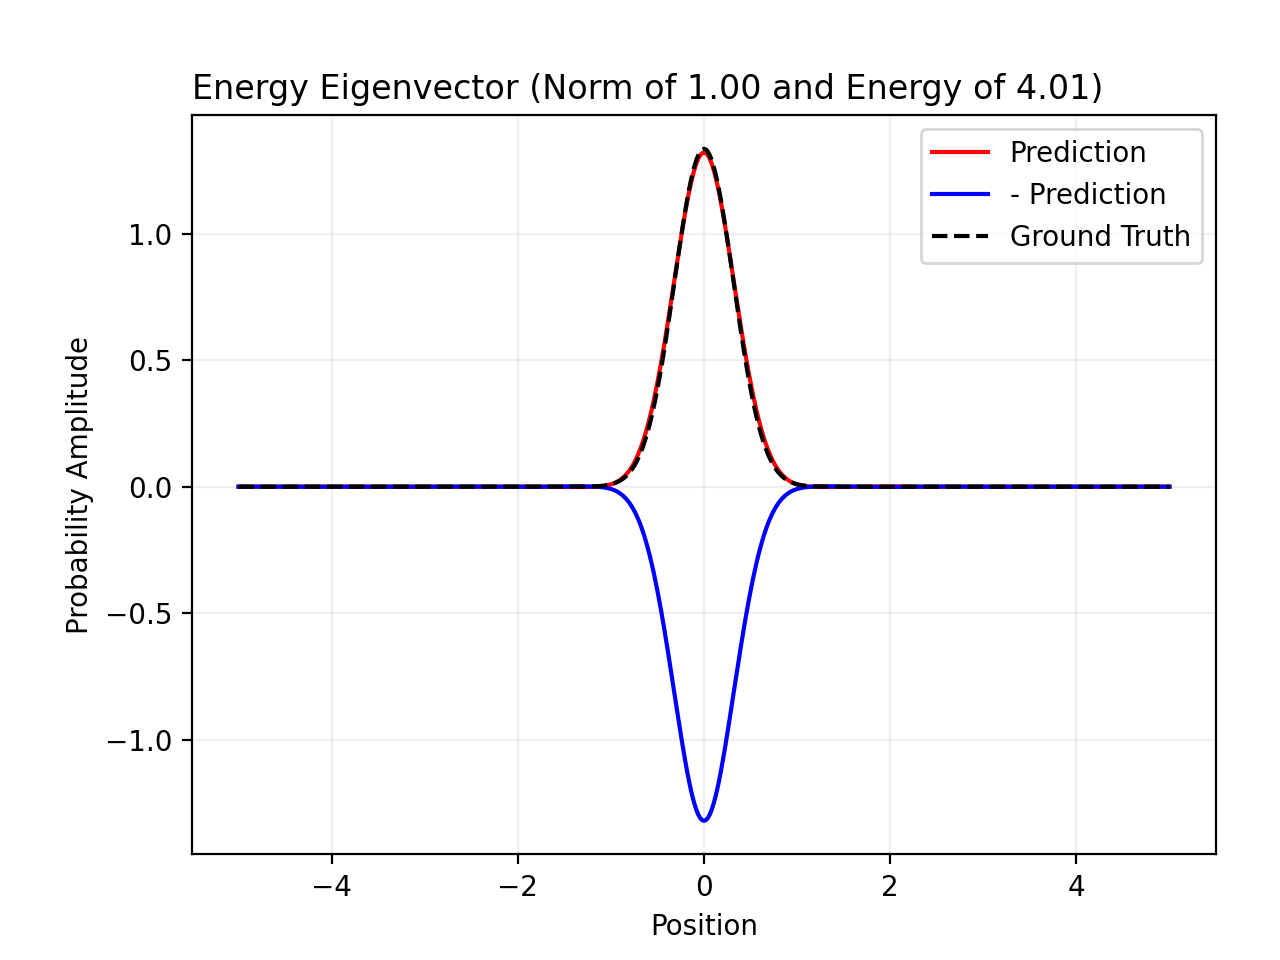 Energy Eigenvector (Norm of 1.00 and Energy of 4.01)
Prediction
- Prediction
Ground Truth
1.0
0.5
0.0
−0.5
−1.0
Probability Amplitude
−4
−2
0
2
4
Position